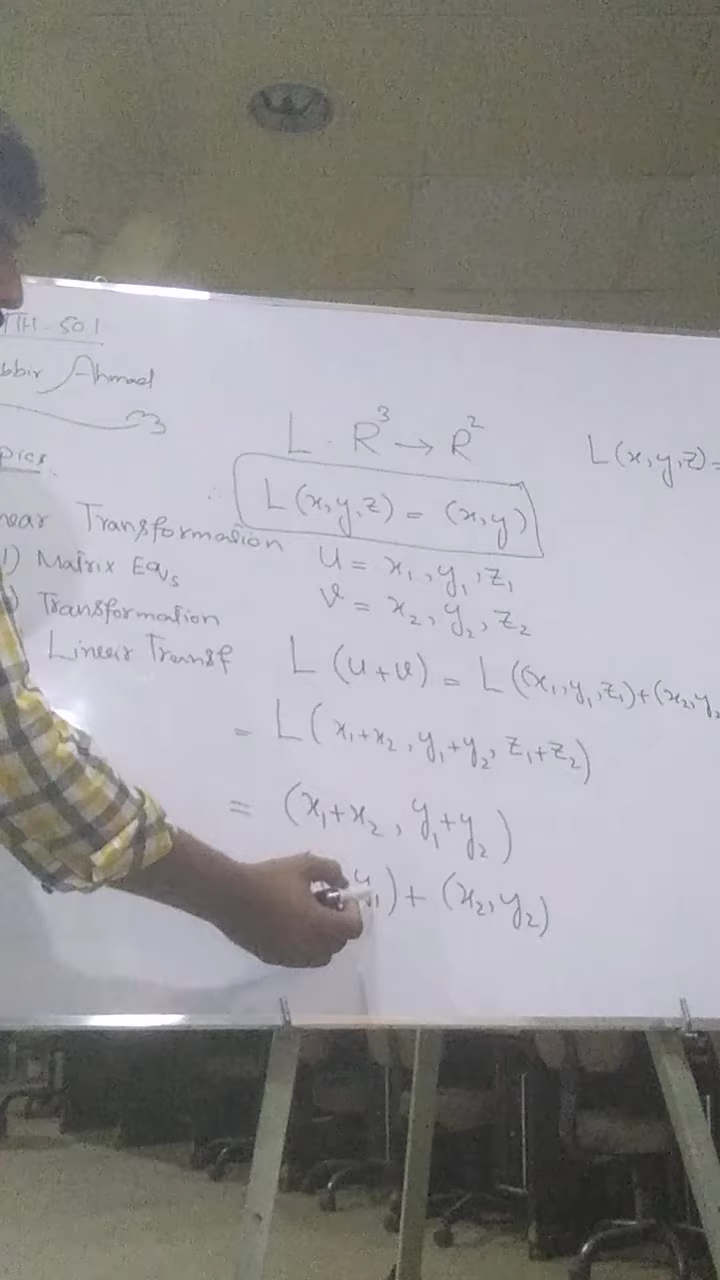 TH-501
bbir Ahmad
pics.
near Transformation
1) Matrix Eqs
) Transformation
Linear Transf
L : R³ → R²
L(x,y,z) = (x,y)
u = x₁, y₁, z₁
v = x₂, y₂, z₂
L (u+v) = L((x₁, y₁, z₁)+(x₂, y₂
= L(x₁+x₂, y₁+y₂, z₁+z₂)
= (x₁+x₂, y₁+y₂)
y₁) + (x₂, y₂)
L(x,y,z)=